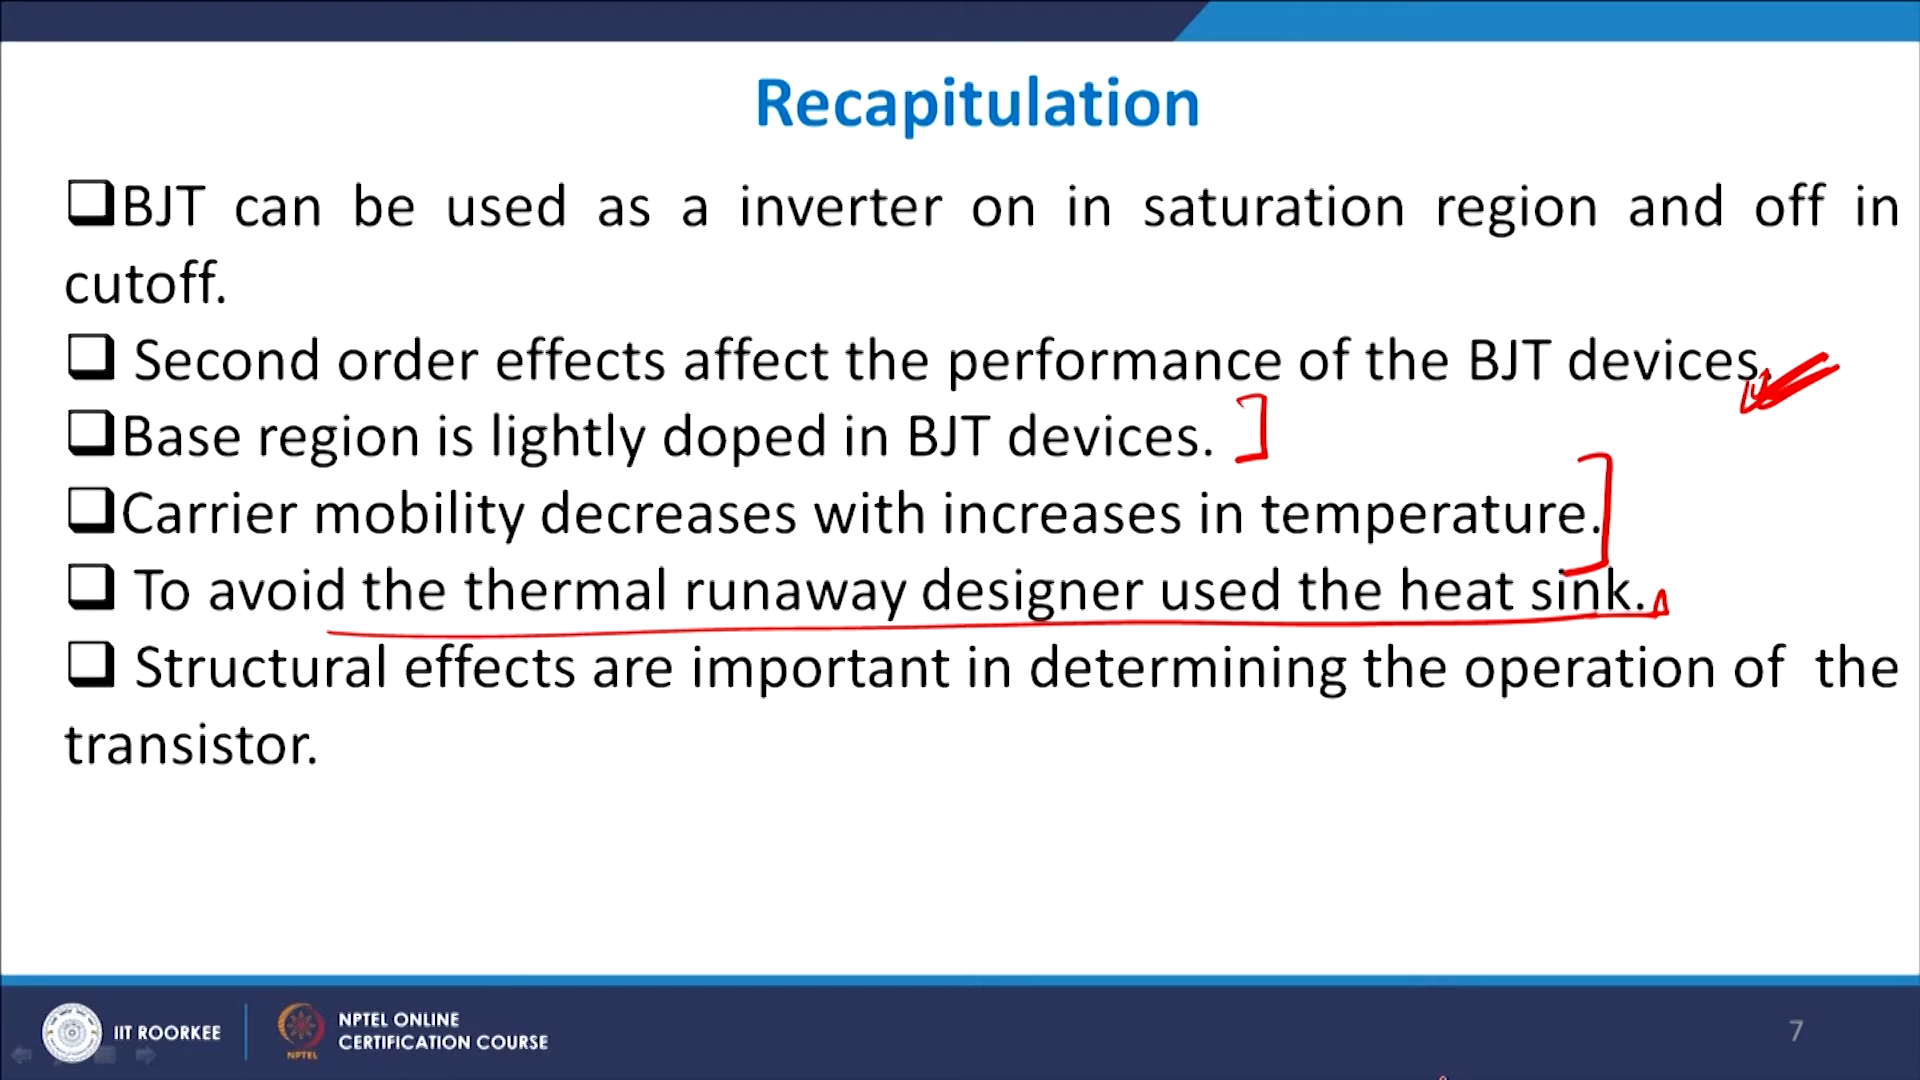 Recapitulation
❑BJT can be used as a inverter on in saturation region and off in
cutoff.
❑ Second order effects affect the performance of the BJT devices.
❑Base region is lightly doped in BJT devices.
❑Carrier mobility decreases with increases in temperature.
❑ To avoid the thermal runaway designer used the heat sink.
❑ Structural effects are important in determining the operation of the
transistor.
IIT ROORKEE
NPTEL
NPTEL ONLINE
CERTIFICATION COURSE
7